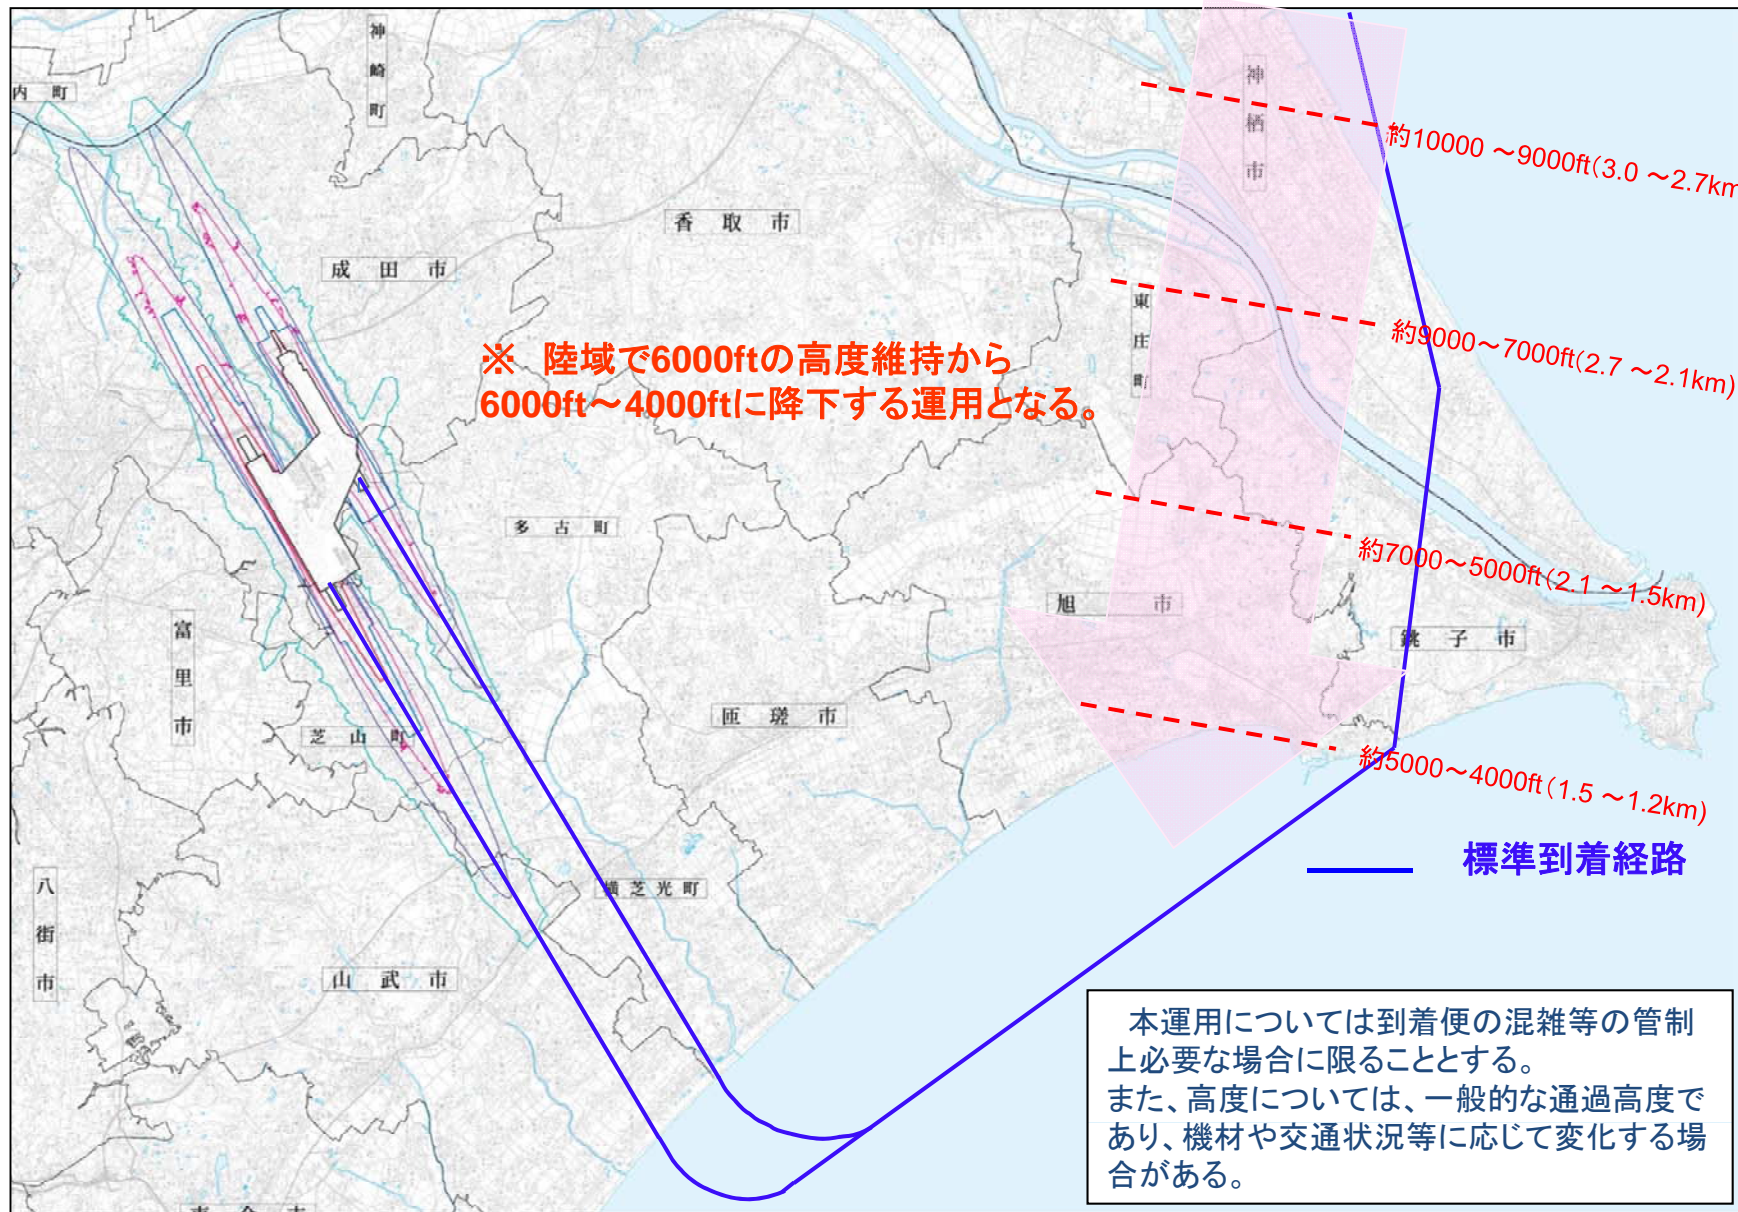 神崎町
内町
神栖市
約10000 ～9000ft(3.0 ～2.7km
香取市
成田市
東庄町
約9000～7000ft(2.7 ～2.1km)
※　陸域で6000ftの高度維持から
6000ft～4000ftに降下する運用となる。
多古町
約7000～5000ft(2.1 ～1.5km)
旭市
銚子市
富里市
匝瑳市
芝山町
約5000～4000ft(1.5 ～1.2km)
標準到着経路
八街市
横芝光町
山武市
本運用については到着便の混雑等の管制
上必要な場合に限ることとする。
また、高度については、一般的な通過高度で
あり、機材や交通状況等に応じて変化する場
合がある。